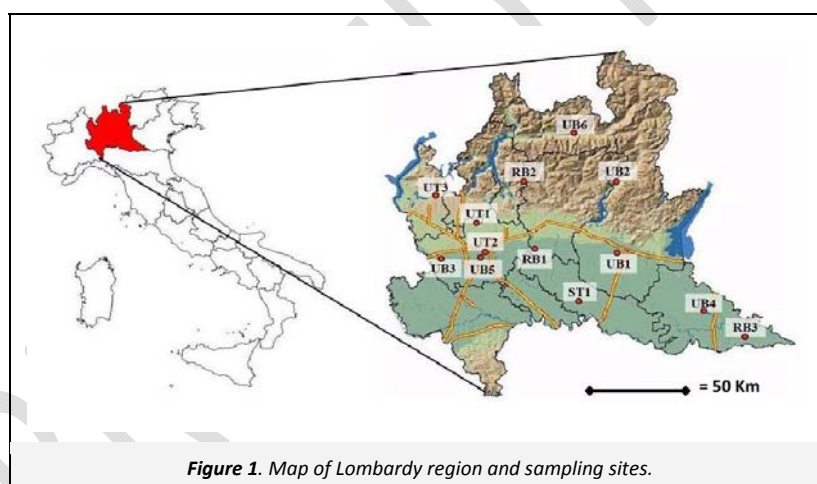 UB6
RB2
UB2
UT3
UT1
UT2
RB1
UB3
UB5
UB1
ST1
UB4
RB3
= 50 Km
Figure 1. Map of Lombardy region and sampling sites.